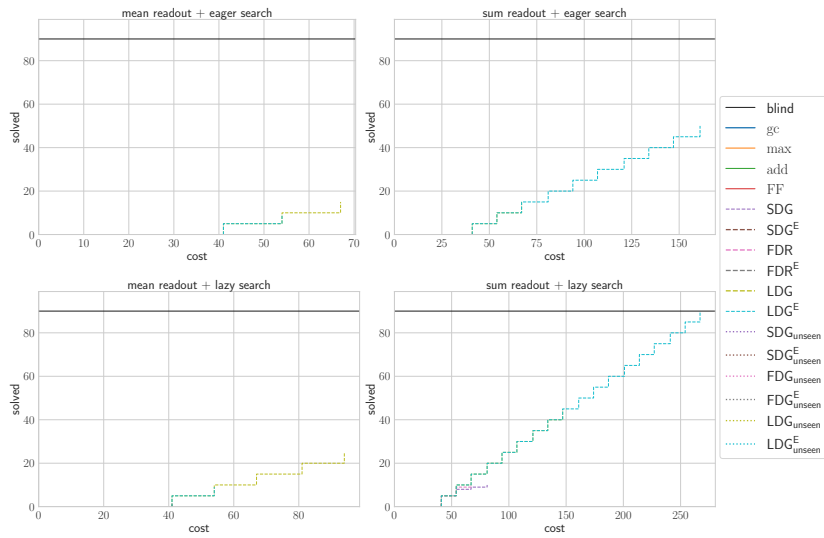 mean readout + eager search
80
60
40
20
0
solved
0 10 20 30 40 50 60 70
cost
sum readout + eager search
80
60
40
20
0
solved
0 25 50 75 100 125 150
cost
mean readout + lazy search
80
60
40
20
0
solved
0 20 40 60 80
cost
sum readout + lazy search
80
60
40
20
0
solved
0 50 100 150 200 250
cost
blind
gc
max
add
FF
SDG
SDG^E
FDR
FDR^E
LDG
LDG^E
SDG_unseen
SDG^E_unseen
FDG_unseen
FDG^E_unseen
LDG_unseen
LDG^E_unseen